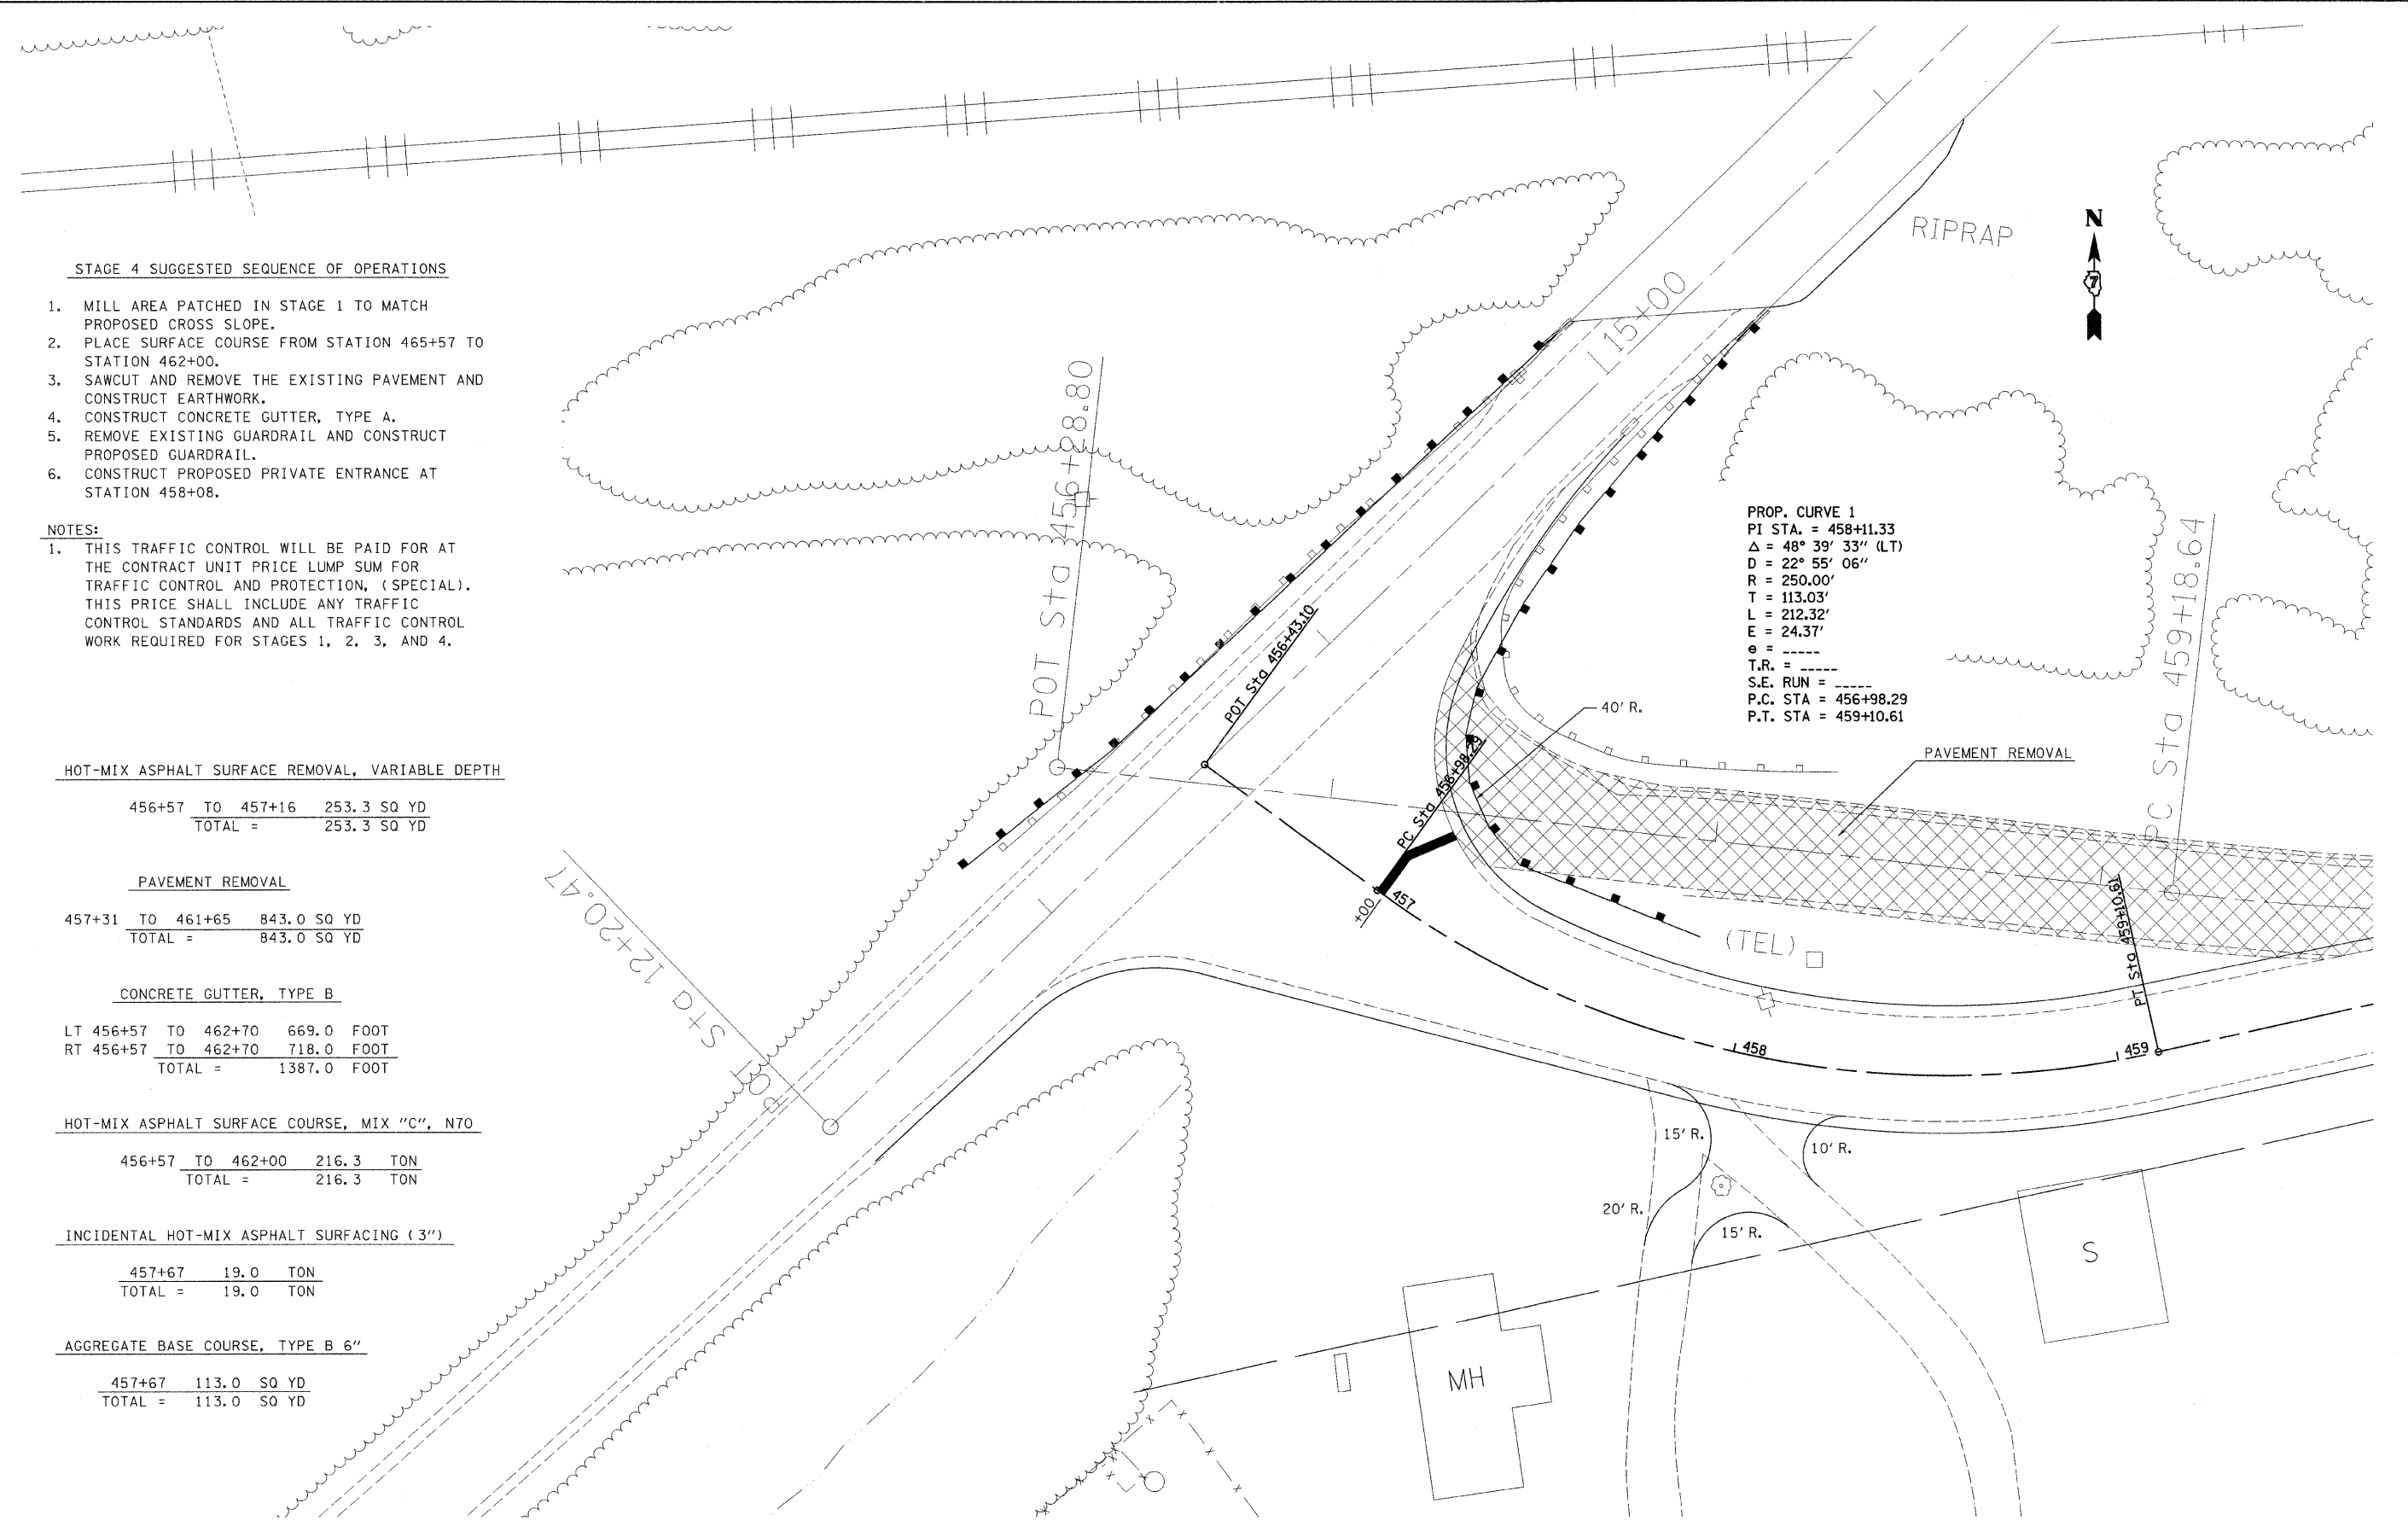 STAGE 4 SUGGESTED SEQUENCE OF OPERATIONS
1. MILL AREA PATCHED IN STAGE 1 TO MATCH
PROPOSED CROSS SLOPE.
2. PLACE SURFACE COURSE FROM STATION 465+57 TO
STATION 462+00.
3. SAWCUT AND REMOVE THE EXISTING PAVEMENT AND
CONSTRUCT EARTHWORK.
4. CONSTRUCT CONCRETE GUTTER, TYPE A.
5. REMOVE EXISTING GUARDRAIL AND CONSTRUCT
PROPOSED GUARDRAIL.
6. CONSTRUCT PROPOSED PRIVATE ENTRANCE AT
STATION 458+08.
NOTES:
1. THIS TRAFFIC CONTROL WILL BE PAID FOR AT
THE CONTRACT UNIT PRICE LUMP SUM FOR
TRAFFIC CONTROL AND PROTECTION, (SPECIAL).
THIS PRICE SHALL INCLUDE ANY TRAFFIC
CONTROL STANDARDS AND ALL TRAFFIC CONTROL
WORK REQUIRED FOR STAGES 1, 2, 3, AND 4.
HOT-MIX ASPHALT SURFACE REMOVAL, VARIABLE DEPTH
456+57 TO 457+16 253.3 SQ YD
TOTAL = 253.3 SQ YD
PAVEMENT REMOVAL
457+31 TO 461+65 843.0 SQ YD
TOTAL = 843.0 SQ YD
CONCRETE GUTTER, TYPE B
LT 456+57 TO 462+70 669.0 FOOT
RT 456+57 TO 462+70 718.0 FOOT
TOTAL = 1387.0 FOOT
HOT-MIX ASPHALT SURFACE COURSE, MIX "C", N70
456+57 TO 462+00 216.3 TON
TOTAL = 216.3 TON
INCIDENTAL HOT-MIX ASPHALT SURFACING (3")
457+67 19.0 TON
TOTAL = 19.0 TON
AGGREGATE BASE COURSE, TYPE B 6"
457+67 113.0 SQ YD
TOTAL = 113.0 SQ YD
POT Sta 12+20.47
POT Sta 456+28.80
POT Sta 456+43.10
15+00
RIPRAP
N
7
PROP. CURVE 1
PI STA. = 458+11.33
Δ = 48° 39' 33" (LT)
D = 22° 55' 06"
R = 250.00'
T = 113.03'
L = 212.32'
E = 24.37'
e = -----
T.R. = -----
S.E. RUN = -----
P.C. STA = 456+98.29
P.T. STA = 459+10.61
40' R.
PAVEMENT REMOVAL
PC Sta 459+18.64
PC Sta 456+98.29
+00
457
(TEL)
PT Sta 459+10.61
458
459
15' R.
10' R.
20' R.
15' R.
S
MH